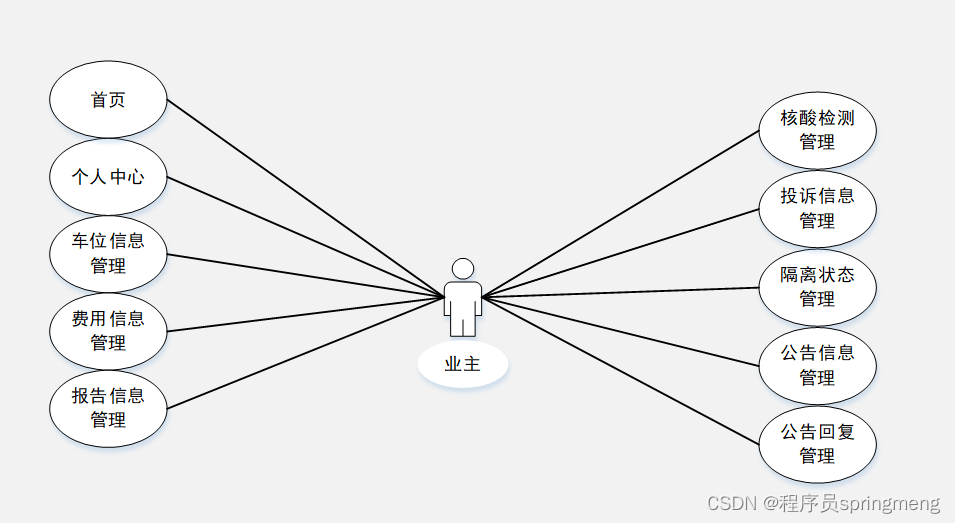 首页
个人中心
车位信息
管理
费用信息
管理
报告信息
管理
业主
核酸检测
管理
投诉信息
管理
隔离状态
管理
公告信息
管理
公告回复
管理
CSDN @程序员springmeng